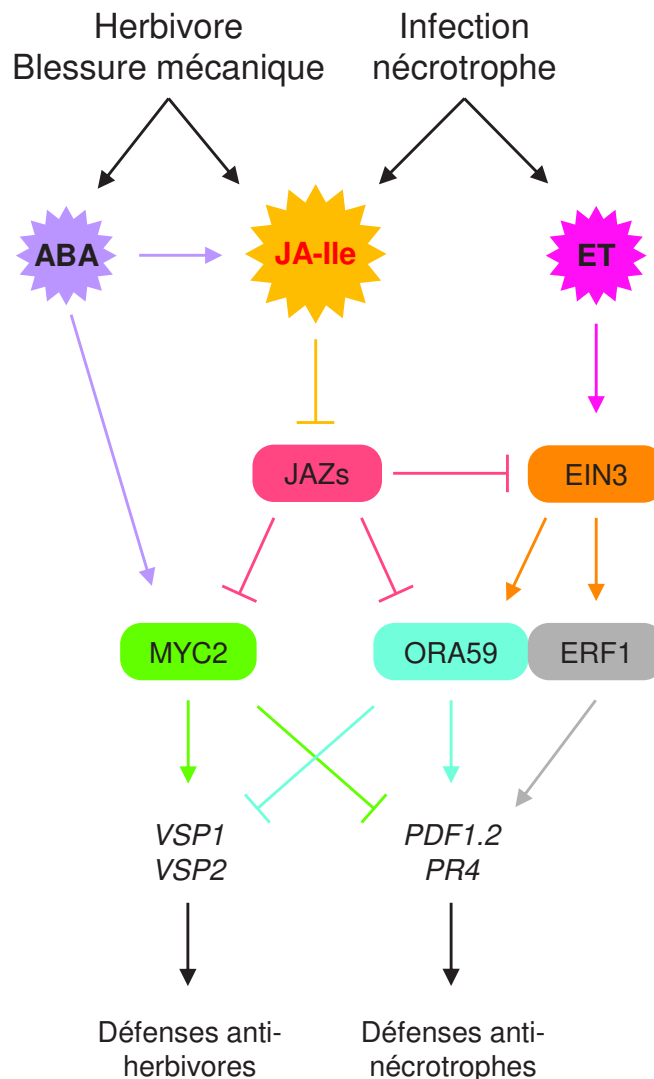 Herbivore
Blessure mécanique
Infection
nécrotrophe
ABA
JA-Ile
ET
JAZs
EIN3
MYC2
ORA59
ERF1
VSP1
VSP2
PDF1.2
PR4
Défenses anti-
herbivores
Défenses anti-
nécrotrophes